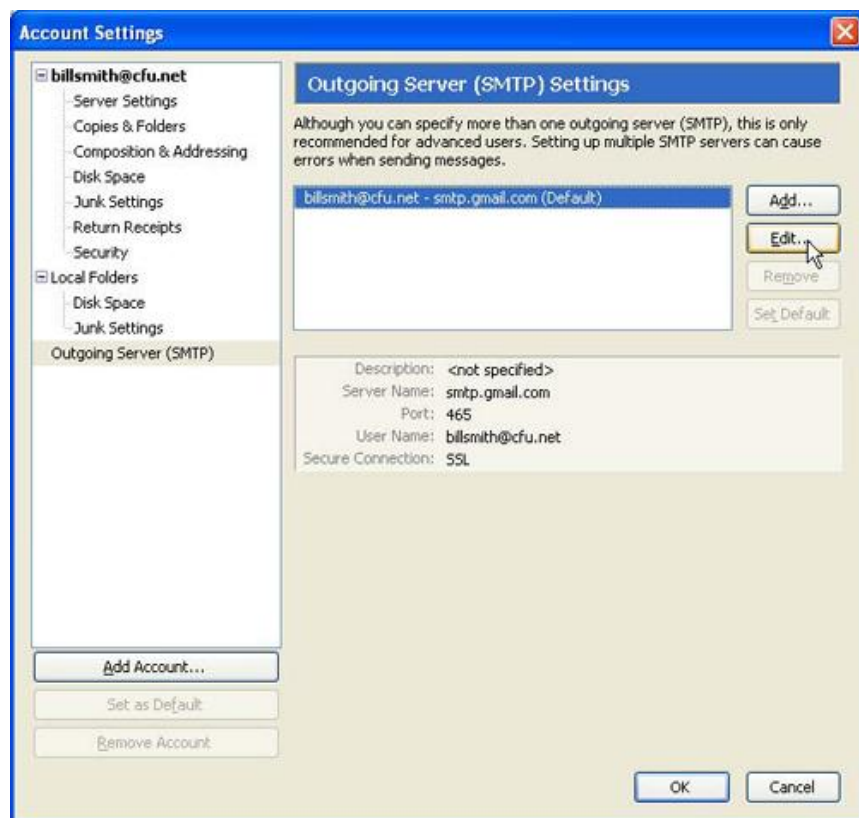 Account Settings
billsmith@cfu.net
Server Settings
Copies & Folders
Composition & Addressing
Disk Space
Junk Settings
Return Receipts
Security
Local Folders
Disk Space
Junk Settings
Outgoing Server (SMTP)
Add Account...
Set as Default
Remove Account
Outgoing Server (SMTP) Settings
Although you can specify more than one outgoing server (SMTP), this is only
recommended for advanced users. Setting up multiple SMTP servers can cause
errors when sending messages.
billsmith@cfu.net - smtp.gmail.com (Default)
Add...
Edit...
Remove
Set Default
Description: <not specified>
Server Name: smtp.gmail.com
Port: 465
User Name: billsmith@cfu.net
Secure Connection: SSL
OK
Cancel